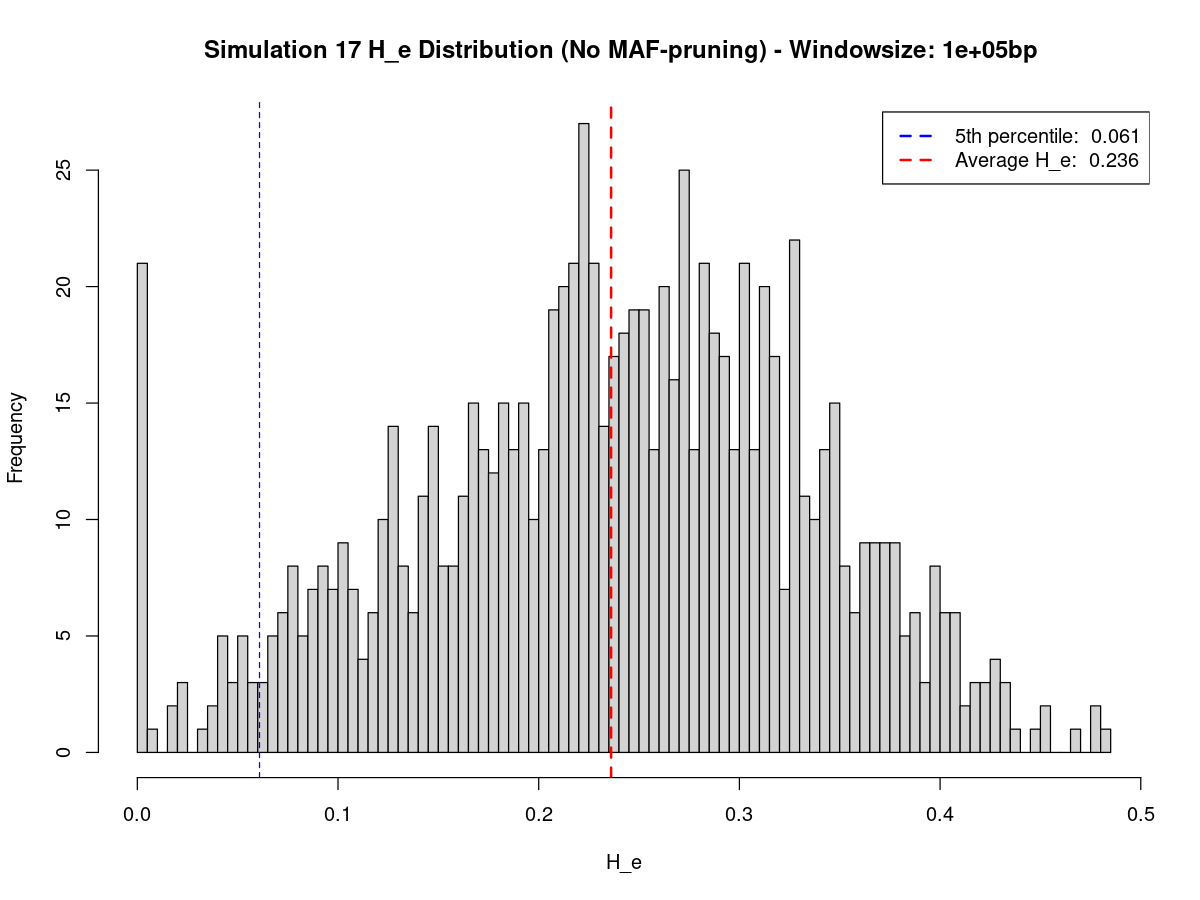 Simulation 17 H_e Distribution (No MAF-pruning) - Windowsize: 1e+05bp
5th percentile: 0.061
Average H_e: 0.236
Frequency
25
20
15
10
5
0
0.0 0.1 0.2 0.3 0.4 0.5
H_e